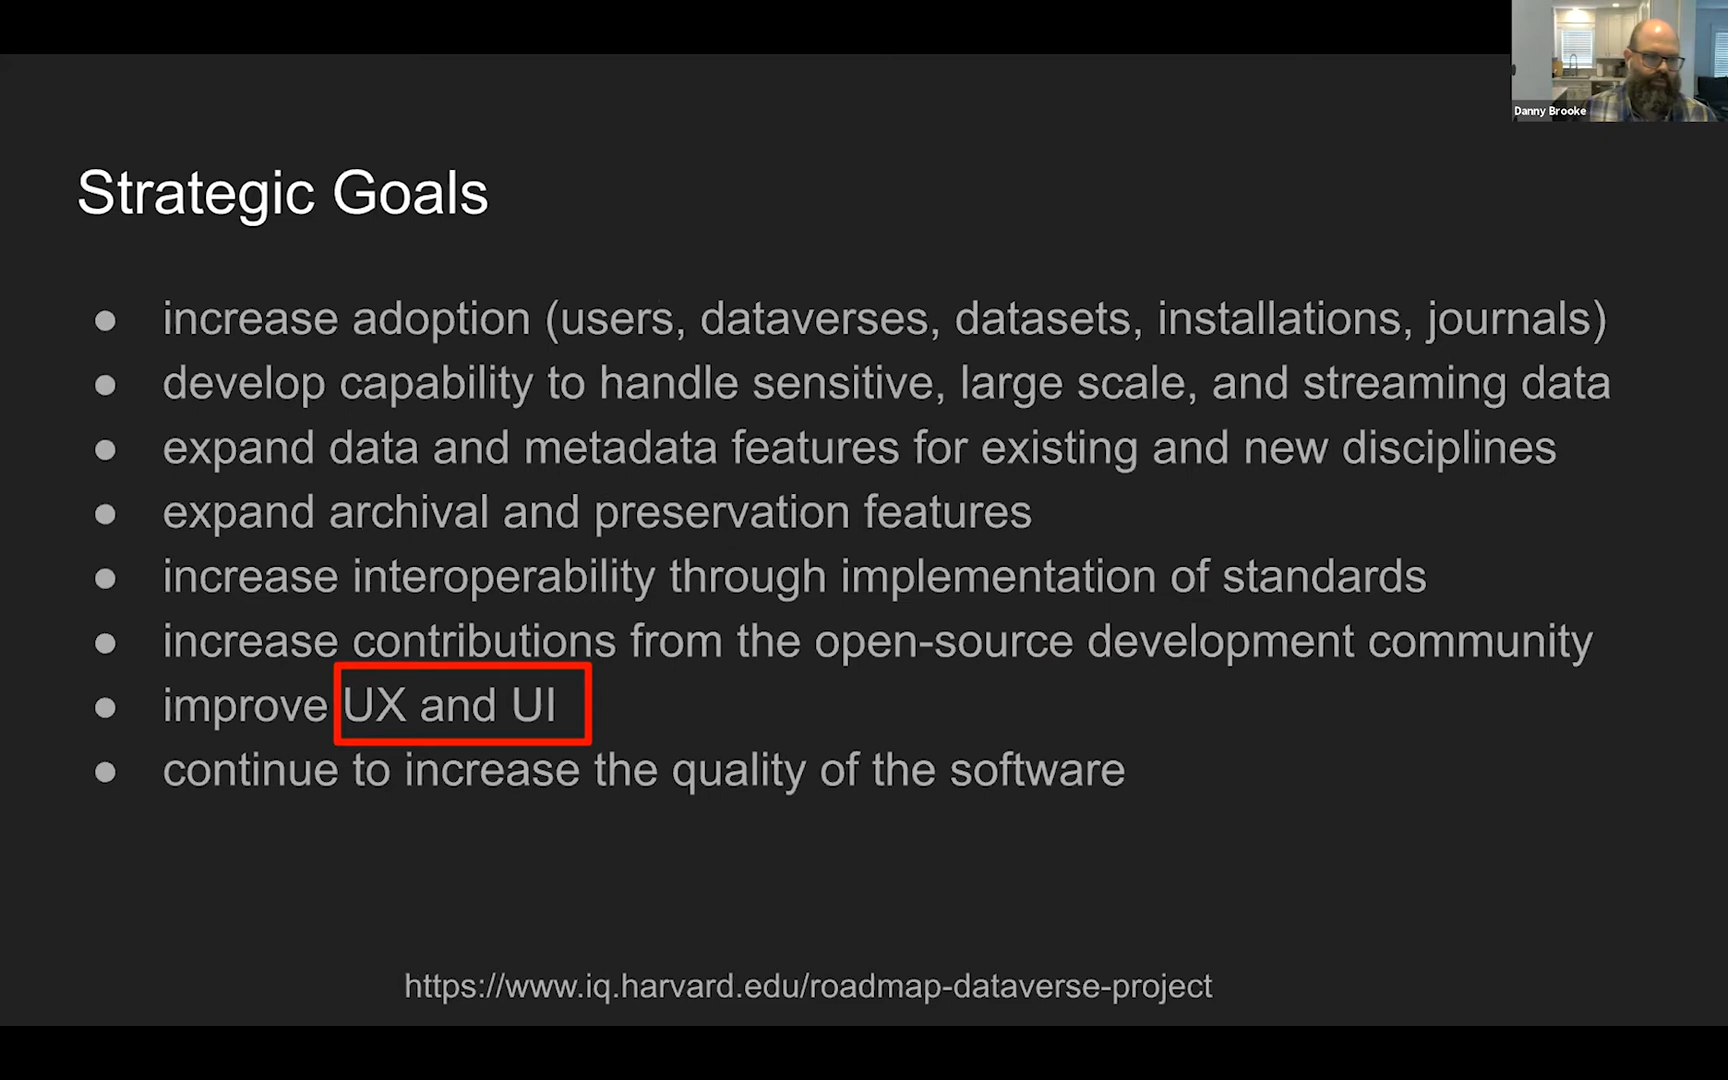 Danny Brooke
Strategic Goals
● increase adoption (users, dataverses, datasets, installations, journals)
● develop capability to handle sensitive, large scale, and streaming data
● expand data and metadata features for existing and new disciplines
● expand archival and preservation features
● increase interoperability through implementation of standards
● increase contributions from the open-source development community
● improve UX and UI
● continue to increase the quality of the software
https://www.iq.harvard.edu/roadmap-dataverse-project